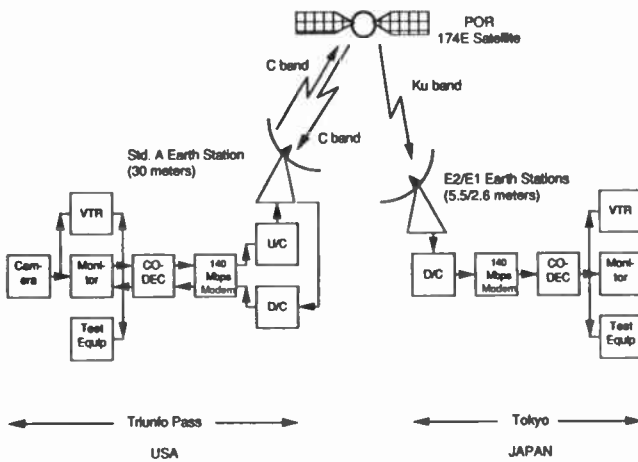 POR
174E Satellite
C band
Ku band
C band
Std. A Earth Station
(30 meters)
E2/E1 Earth Stations
(5.5/2.6 meters)
VTR
Cam-
era
Moni-
tor
CO-
DEC
140
Mbps
Modem
U/C
D/C
Test
Equip
D/C
140
Mbps
Modem
CO-
DEC
VTR
Moni-
tor
Test
Equip
Triunfo Pass
USA
Tokyo
JAPAN